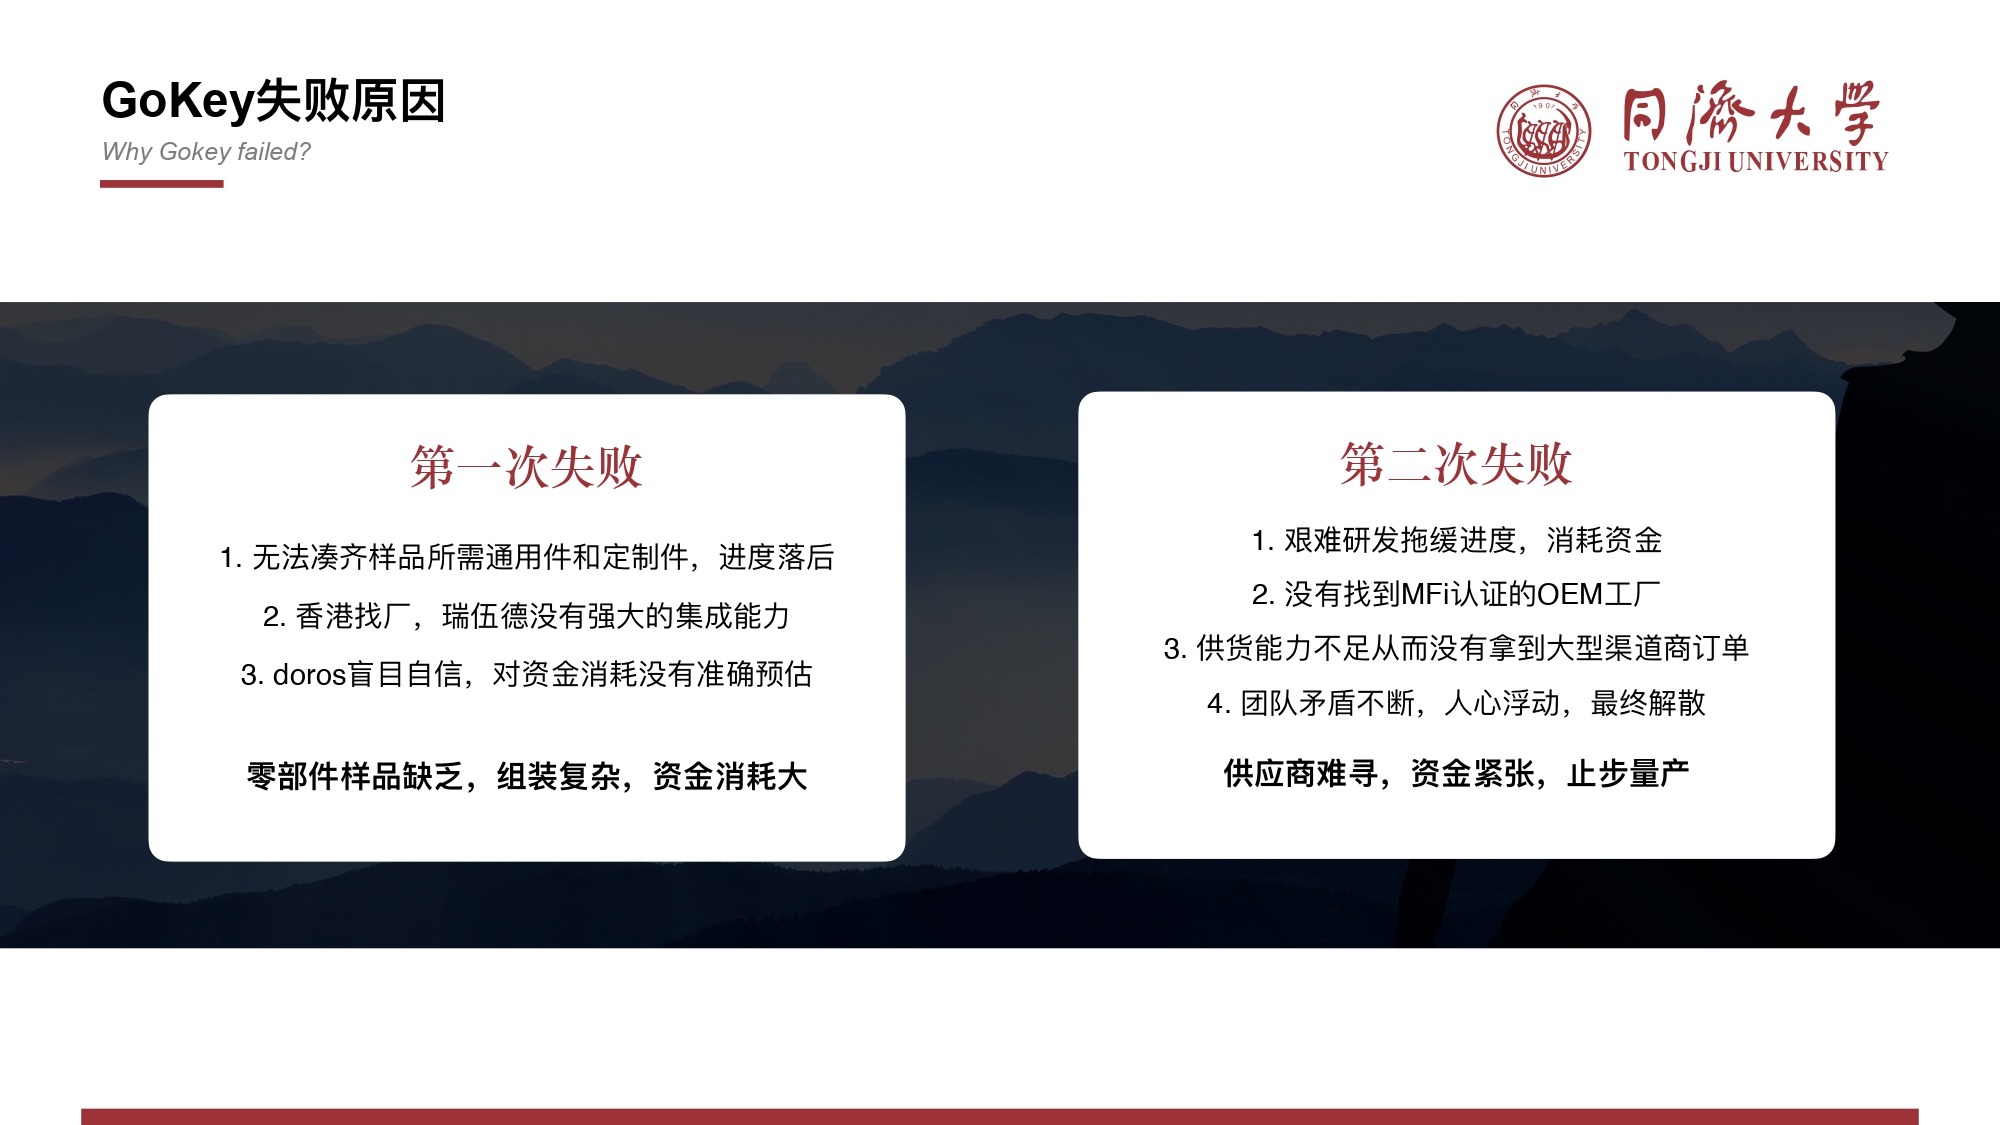 GoKey失败原因
Why Gokey failed?
同濟大学
TONGJI UNIVERSITY
1907
TONGJI UNIVERSITY
第一次失败
1. 无法凑齐样品所需通用件和定制件，进度落后
2. 香港找厂，瑞伍德没有强大的集成能力
3. doros盲目自信，对资金消耗没有准确预估
零部件样品缺乏，组装复杂，资金消耗大
第二次失败
1. 艰难研发拖缓进度，消耗资金
2. 没有找到MFi认证的OEM工厂
3. 供货能力不足从而没有拿到大型渠道商订单
4. 团队矛盾不断，人心浮动，最终解散
供应商难寻，资金紧张，止步量产